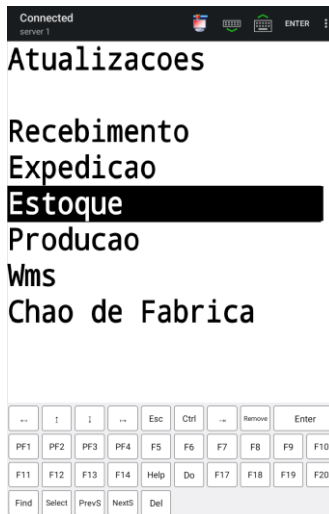 Connected
server 1
ENTER
Atualizacoes
Recebimento
Expedicao
Estoque
Producao
Wms
Chao de Fabrica
Esc Ctrl Remove Enter
PF1 PF2 PF3 PF4 F5 F6 F7 F8 F9 F10
F11 F12 F13 F14 Help Do F17 F18 F19 F20
Find Select PrevS NextS Del